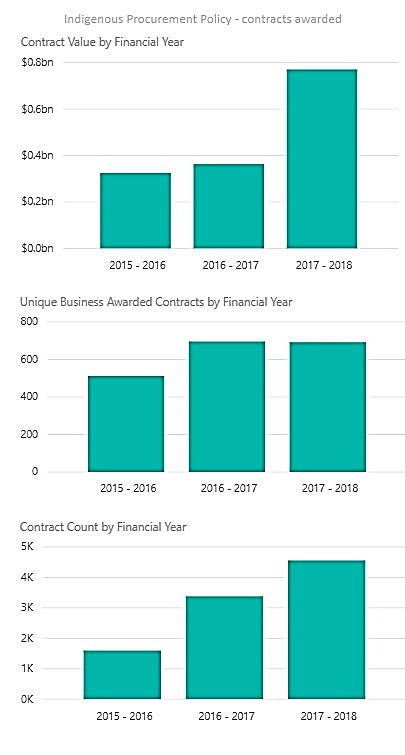 Indigenous Procurement Policy - contracts awarded
Contract Value by Financial Year
$0.8bn
$0.6bn
$0.4bn
$0.2bn
$0.0bn
2015 - 2016 2016 - 2017 2017 - 2018
Unique Business Awarded Contracts by Financial Year
800
600
400
200
0
2015 - 2016 2016 - 2017 2017 - 2018
Contract Count by Financial Year
5K
4K
3K
2K
1K
0K
2015 - 2016 2016 - 2017 2017 - 2018